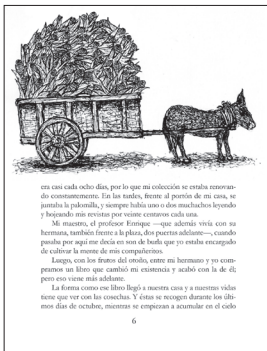 era casi cada ocho días, por lo que mi colección se estaba renovan-
do constantemente. En las tardes, frente al portón de mi casa, se
juntaba la palomilla, y siempre había uno o dos muchachos leyendo
y hojeando mis revistas por veinte centavos cada una.
Mi maestro, el profesor Enrique —que además vivía con su
hermana, también frente a la plaza, dos puertas adelante—, cuando
pasaba por aquí me decía en son de burla que yo estaba encargado
de cultivar la mente de mis compañeritos.
Luego, con los frutos del otoño, entre mi hermano y yo com-
pramos un libro que cambió mi existencia y acabó con la de él;
pero eso viene más adelante.
La forma como ese libro llegó a nuestra casa y a nuestras vidas
tiene que ver con las cosechas. Y éstas se recogen durante los últi-
mos días de octubre, mientras se empiezan a acumular en el cielo
6